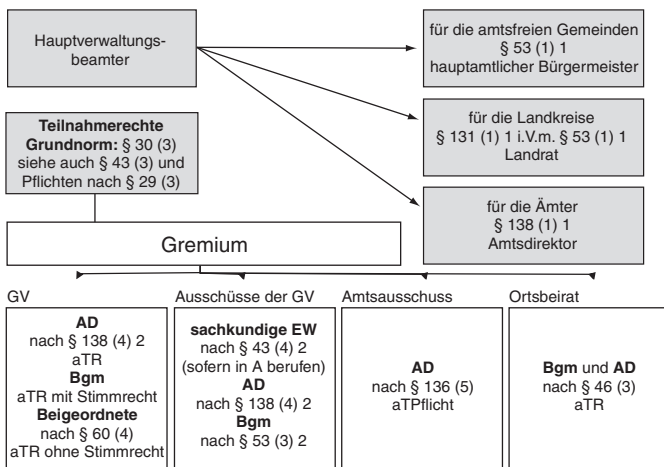 Hauptverwaltungs-
beamter
für die amtsfreien Gemeinden
§ 53 (1) 1
hauptamtlicher Bürgermeister
für die Landkreise
§ 131 (1) 1 i.V.m. § 53 (1) 1
Landrat
für die Ämter
§ 138 (1) 1
Amtsdirektor
Teilnahmerechte
Grundnorm: § 30 (3)
siehe auch § 43 (3) und
Pflichten nach § 29 (3)
Gremium
GV
AD
nach § 138 (4) 2
aTR
Bgm
aTR mit Stimmrecht
Beigeordnete
nach § 60 (4)
aTR ohne Stimmrecht
Ausschüsse der GV
sachkundige EW
nach § 43 (4) 2
(sofern in A berufen)
AD
nach § 138 (4) 2
Bgm
nach § 53 (3) 2
Amtsausschuss
AD
nach § 136 (5)
aTPflicht
Ortsbeirat
Bgm und AD
nach § 46 (3)
aTR